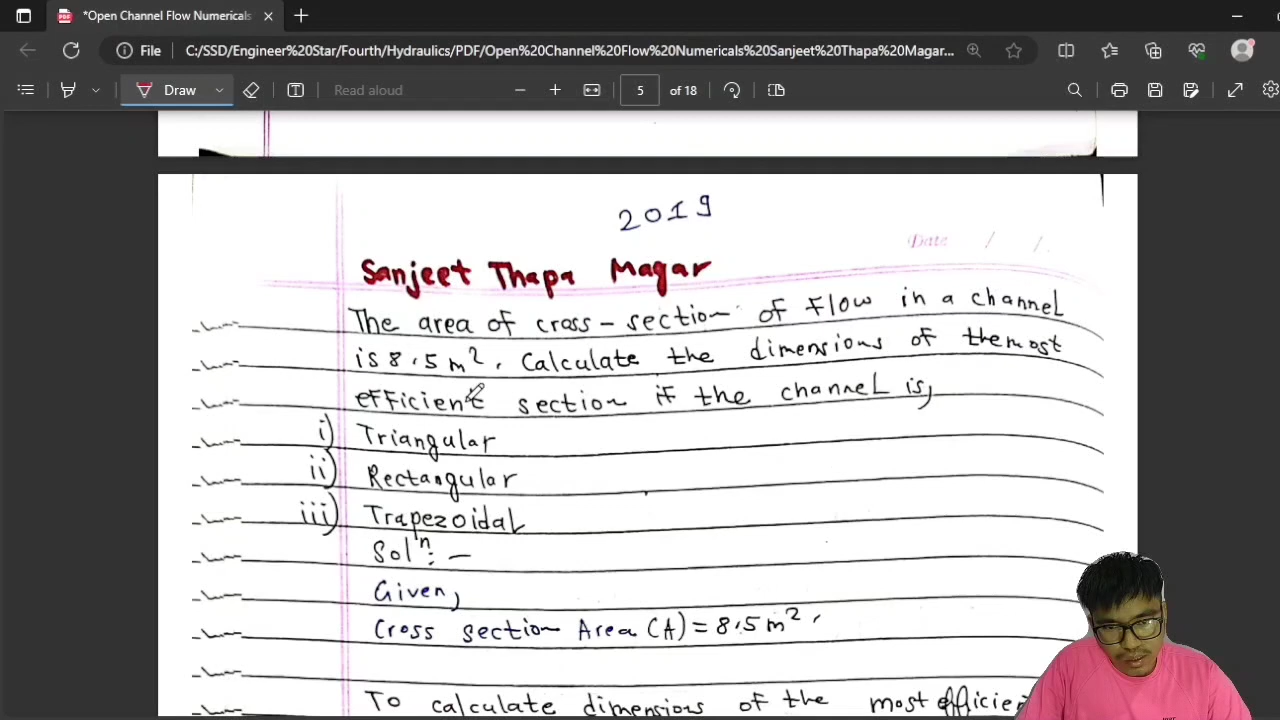 *Open Channel Flow Numericals
File C:/SSD/Engineer%20Star/Fourth/Hydraulics/PDF/Open%20Channel%20Flow%20Numericals%20Sanjeet%20Thapa%20Magar...
Draw Read aloud 5 of 18
2019
Date / /.
Sanjeet Thapa Magar
The area of cross-section of flow in a channel
is 8.5 m². Calculate the dimensions of the most
efficient section if the channel is,
i) Triangular
ii) Rectangular
iii) Trapezoidal
Solⁿ: -
Given,
Cross section Area (A) = 8.5 m².
To calculate dimensions of the most efficien